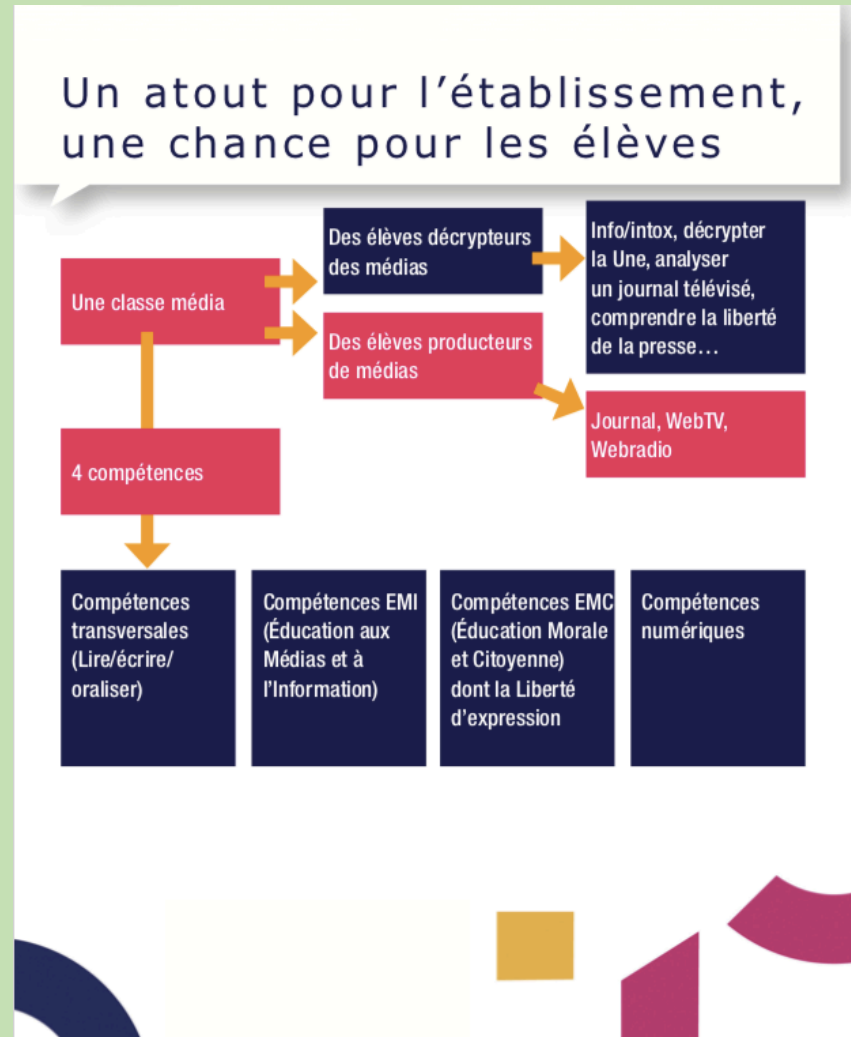 Un atout pour l'établissement,
une chance pour les élèves
Une classe média
Des élèves décrypteurs
des médias
Info/intox, décrypter
la Une, analyser
un journal télévisé,
comprendre la liberté
de la presse…
Des élèves producteurs
de médias
Journal, WebTV,
Webradio
4 compétences
Compétences
transversales
(Lire/écrire/
oraliser)
Compétences EMI
(Éducation aux
Médias et à
l'Information)
Compétences EMC
(Éducation Morale
et Citoyenne)
dont la Liberté
d'expression
Compétences
numériques